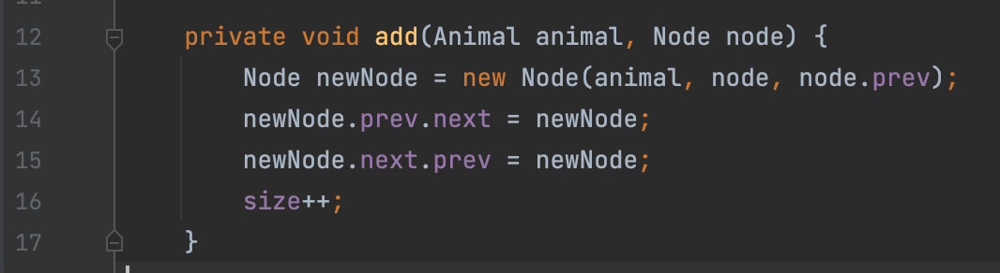 11
12 private void add(Animal animal, Node node) {
13 Node newNode = new Node(animal, node, node.prev);
14 newNode.prev.next = newNode;
15 newNode.next.prev = newNode;
16 size++;
17 }